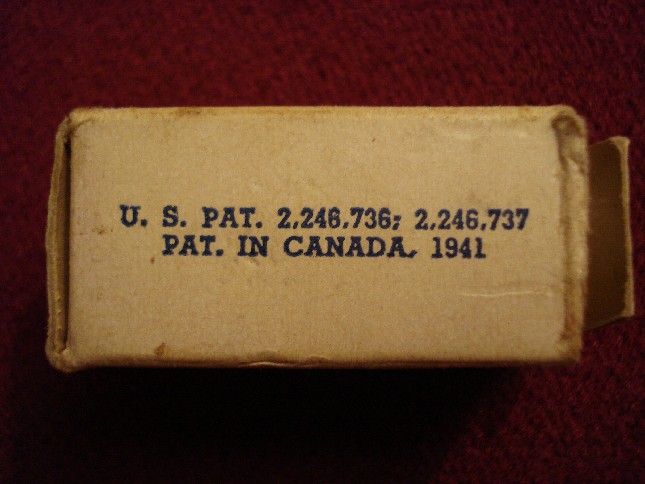 U. S. PAT. 2,246,736; 2,246,737
PAT. IN CANADA, 1941